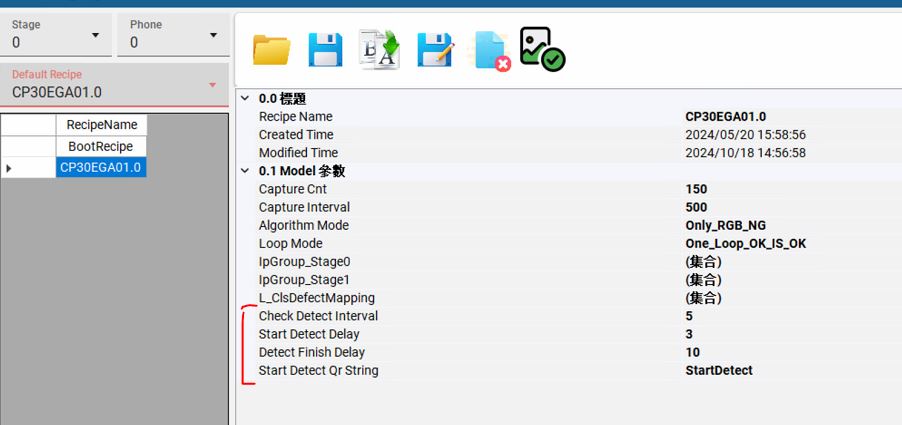 Stage
0
Phone
0
Default Recipe
CP30EGA01.0
RecipeName
BootRecipe
CP30EGA01.0
B
A
0.0 標題
Recipe Name CP30EGA01.0
Created Time 2024/05/20 15:58:56
Modified Time 2024/10/18 14:56:58
0.1 Model 參數
Capture Cnt 150
Capture Interval 500
Algorithm Mode Only_RGB_NG
Loop Mode One_Loop_OK_IS_OK
IpGroup_Stage0 (集合)
IpGroup_Stage1 (集合)
L_ClsDefectMapping (集合)
Check Detect Interval 5
Start Detect Delay 3
Detect Finish Delay 10
Start Detect Qr String StartDetect